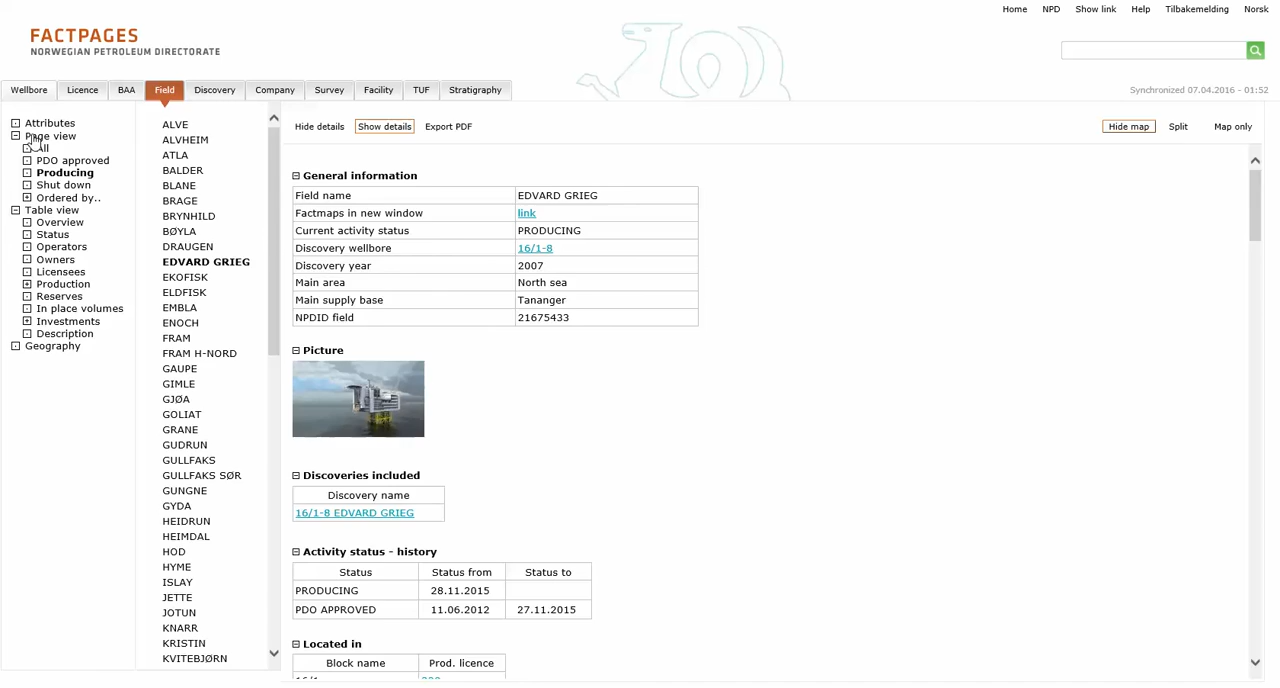 Home NPD Show link Help Tilbakemelding Norsk
FACTPAGES
NORWEGIAN PETROLEUM DIRECTORATE
Wellbore Licence BAA Field Discovery Company Survey Facility TUF Stratigraphy
Synchronized 07.04.2016 - 01:52
Attributes
Page view
All
PDO approved
Producing
Shut down
Ordered by..
Table view
Overview
Status
Operators
Owners
Licensees
Production
Reserves
In place volumes
Investments
Description
Geography
ALVE
ALVHEIM
ATLA
BALDER
BLANE
BRAGE
BRYNHILD
BØYLA
DRAUGEN
EDVARD GRIEG
EKOFISK
ELDFISK
EMBLA
ENOCH
FRAM
FRAM H-NORD
GAUPE
GIMLE
GJØA
GOLIAT
GRANE
GUDRUN
GULLFAKS
GULLFAKS SØR
GUNGNE
GYDA
HEIDRUN
HEIMDAL
HOD
HYME
ISLAY
JETTE
JOTUN
KNARR
KRISTIN
KVITEBJØRN
Hide details Show details Export PDF
Hide map Split Map only
General information
Field name EDVARD GRIEG
Factmaps in new window link
Current activity status PRODUCING
Discovery wellbore 16/1-8
Discovery year 2007
Main area North sea
Main supply base Tananger
NPDID field 21675433
Picture
Discoveries included
Discovery name
16/1-8 EDVARD GRIEG
Activity status - history
Status Status from Status to
PRODUCING 28.11.2015
PDO APPROVED 11.06.2012 27.11.2015
Located in
Block name Prod. licence